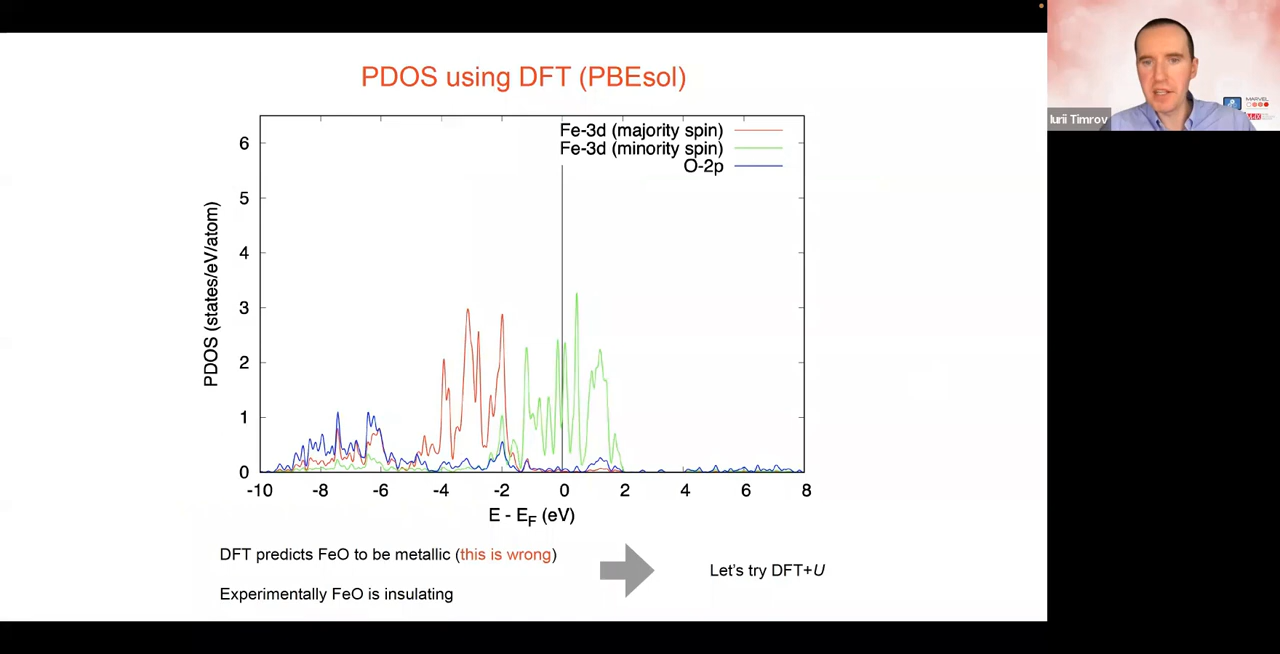 PDOS using DFT (PBEsol)
Fe-3d (majority spin)
Fe-3d (minority spin)
O-2p
PDOS (states/eV/atom)
6
5
4
3
2
1
0
-10 -8 -6 -4 -2 0 2 4 6 8
E - E_F (eV)
DFT predicts FeO to be metallic (this is wrong)
Let's try DFT+U
Experimentally FeO is insulating
Iurii Timrov
MARVEL